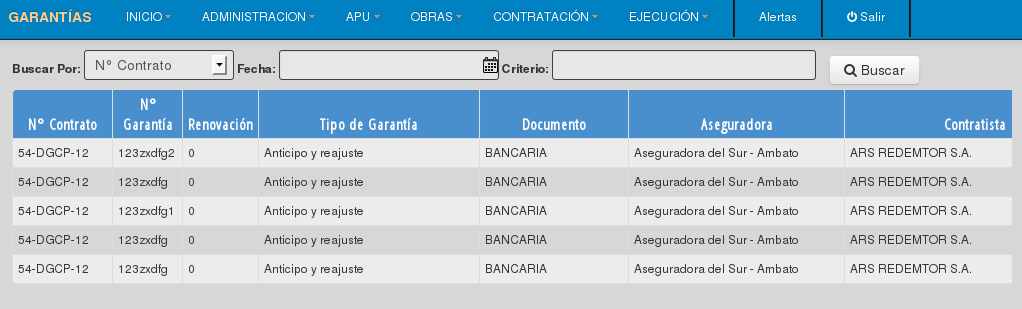 GARANTÍAS INICIO ADMINISTRACION APU OBRAS CONTRATACIÓN EJECUCIÓN Alertas Salir
Buscar Por: N° Contrato Fecha: Criterio: Buscar
N° Contrato N° Garantía Renovación Tipo de Garantía Documento Aseguradora Contratista
54-DGCP-12 123zxdfg2 0 Anticipo y reajuste BANCARIA Aseguradora del Sur - Ambato ARS REDEMTOR S.A.
54-DGCP-12 123zxdfg 0 Anticipo y reajuste BANCARIA Aseguradora del Sur - Ambato ARS REDEMTOR S.A.
54-DGCP-12 123zxdfg1 0 Anticipo y reajuste BANCARIA Aseguradora del Sur - Ambato ARS REDEMTOR S.A.
54-DGCP-12 123zxdfg 0 Anticipo y reajuste BANCARIA Aseguradora del Sur - Ambato ARS REDEMTOR S.A.
54-DGCP-12 123zxdfg 0 Anticipo y reajuste BANCARIA Aseguradora del Sur - Ambato ARS REDEMTOR S.A.